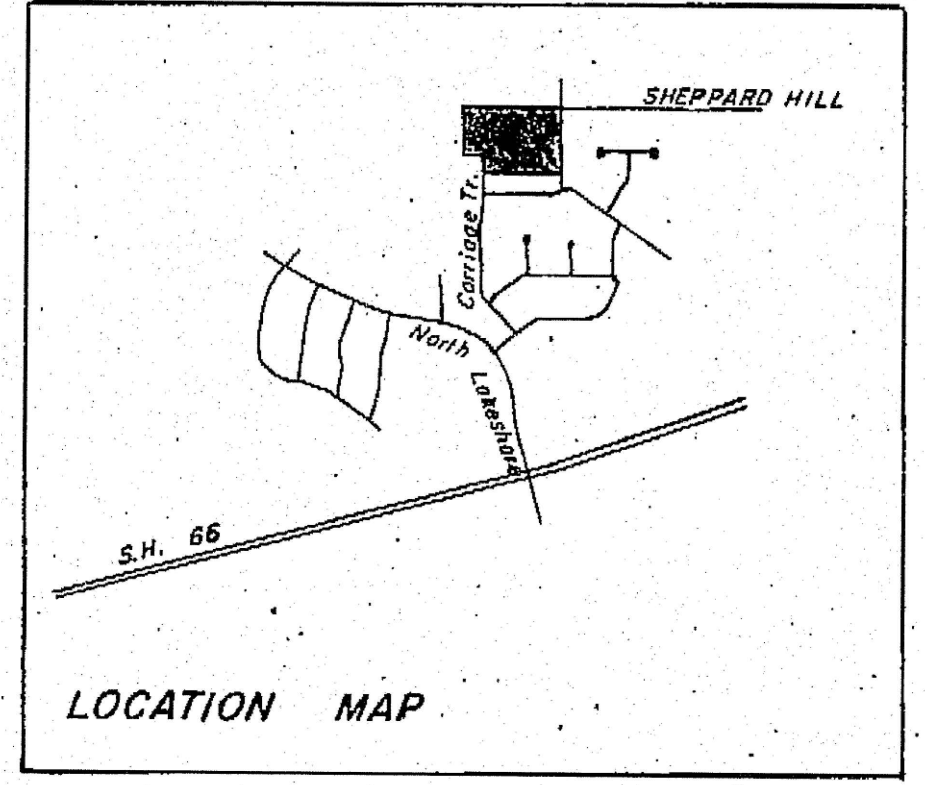 SHEPPARD HILL
Carriage Tr.
North
Lakeshore
S.H. 66
LOCATION MAP